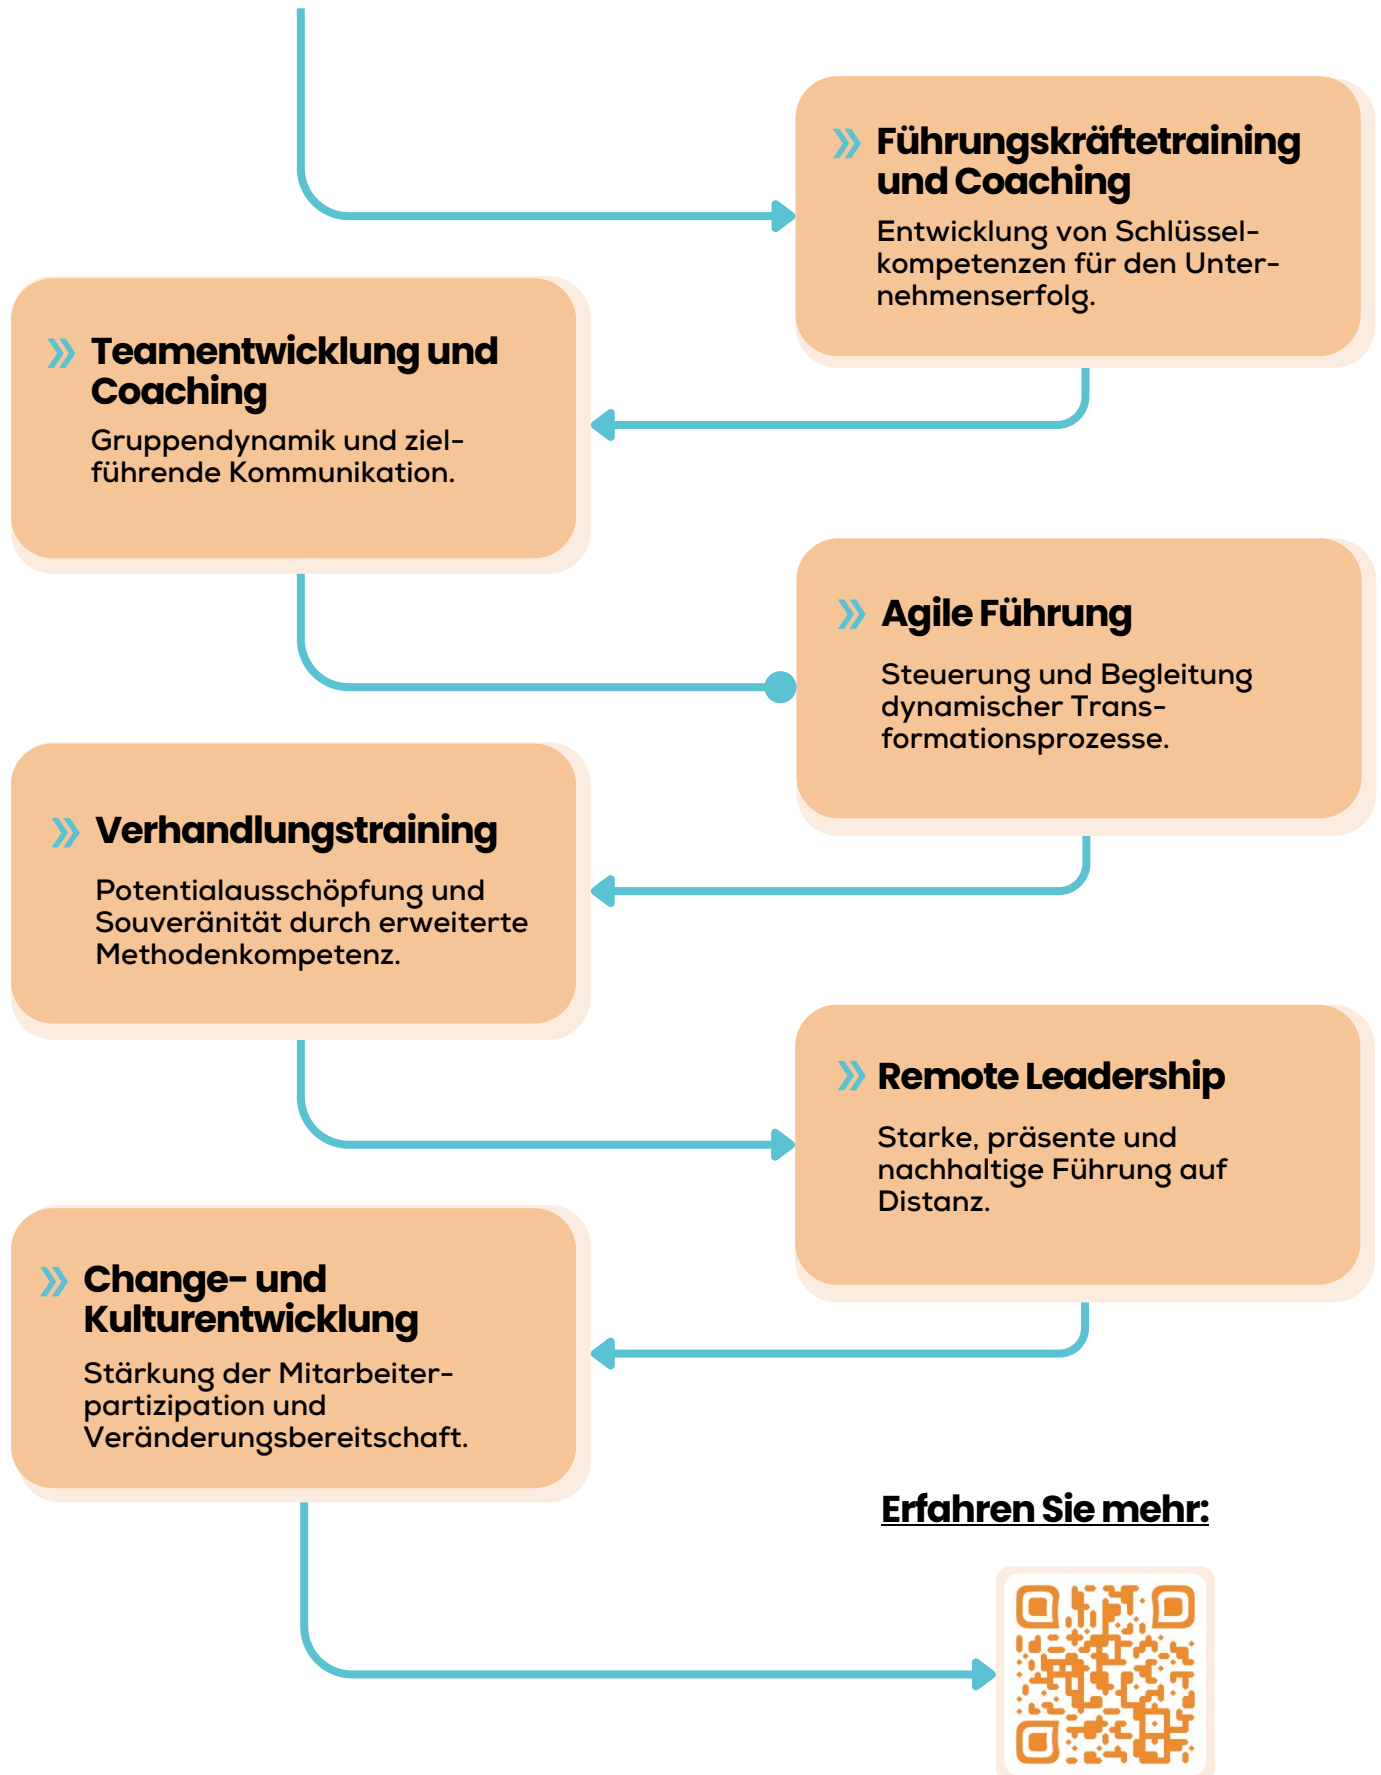 Führungskräftetraining
und Coaching
Entwicklung von Schlüssel-
kompetenzen für den Unter-
nehmenserfolg.
Teamentwicklung und
Coaching
Gruppendynamik und ziel-
führende Kommunikation.
Agile Führung
Steuerung und Begleitung
dynamischer Trans-
formationsprozesse.
Verhandlungstraining
Potentialausschöpfung und
Souveränität durch erweiterte
Methodenkompetenz.
Remote Leadership
Starke, präsente und
nachhaltige Führung auf
Distanz.
Change- und
Kulturentwicklung
Stärkung der Mitarbeiter-
partizipation und
Veränderungsbereitschaft.
Erfahren Sie mehr: